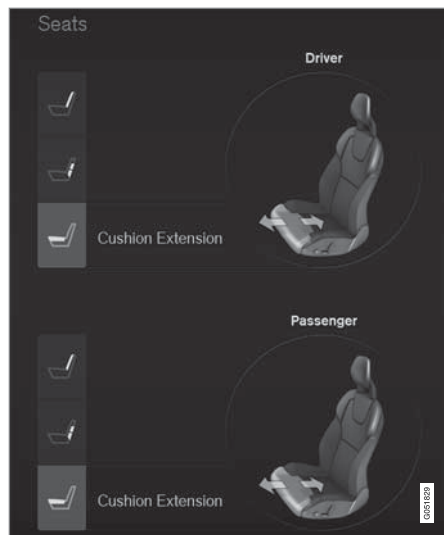 Seats
Driver
Cushion Extension
Passenger
Cushion Extension
G051829